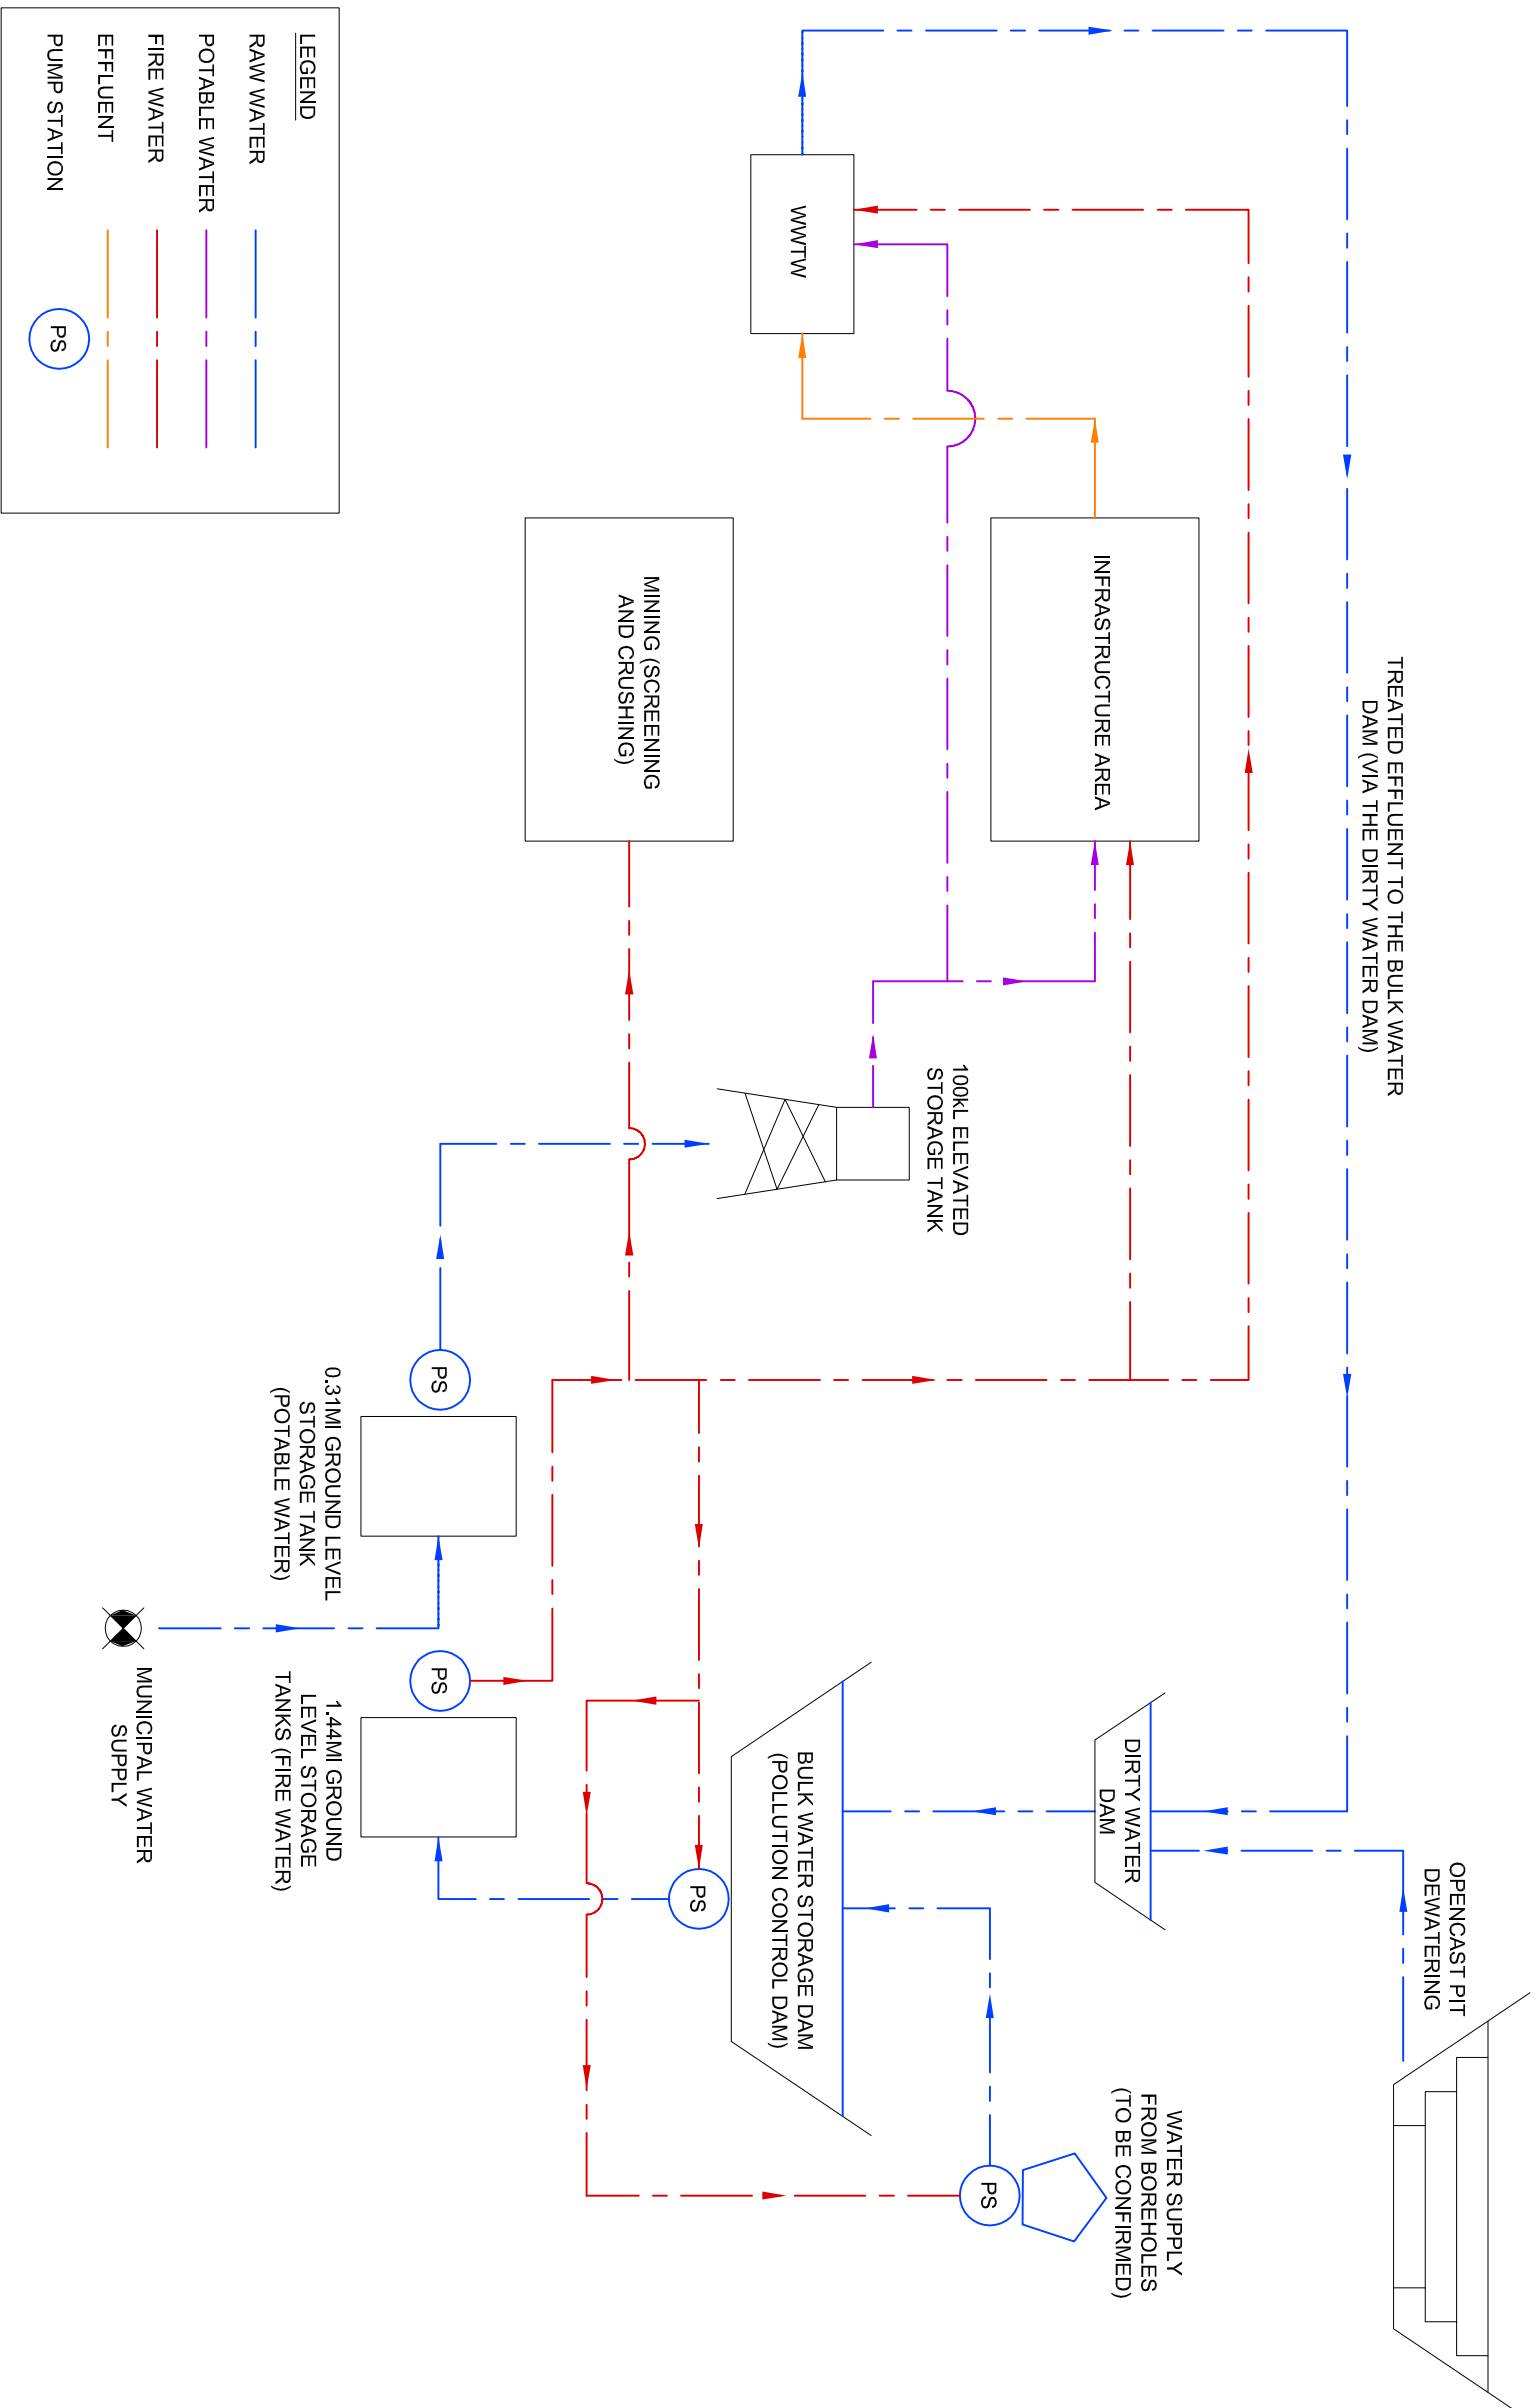 TREATED EFFLUENT TO THE BULK WATER
DAM (VIA THE DIRTY WATER DAM)
OPENCAST PIT
DEWATERING
WATER SUPPLY
FROM BOREHOLES
(TO BE CONFIRMED)
DIRTY WATER
DAM
INFRASTRUCTURE AREA
100kL ELEVATED
STORAGE TANK
PS
WWTW
BULK WATER STORAGE DAM
(POLLUTION CONTROL DAM)
PS
MINING (SCREENING
AND CRUSHING)
PS
PS
0.31Ml GROUND LEVEL
STORAGE TANK
(POTABLE WATER)
1.44Ml GROUND
LEVEL STORAGE
TANKS (FIRE WATER)
MUNICIPAL WATER
SUPPLY
LEGEND
RAW WATER
POTABLE WATER
FIRE WATER
EFFLUENT
PUMP STATION
PS